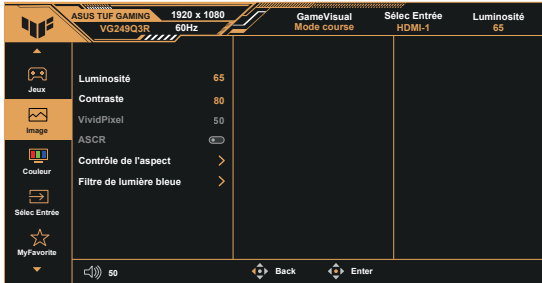 ASUS TUF GAMING 1920 x 1080 GameVisual Sélec Entrée Luminosité
VG249Q3R 60Hz Mode course HDMI-1 65
Jeux
Image
Couleur
Sélec Entrée
MyFavorite
Luminosité 65
Contraste 80
VividPixel 50
ASCR
Contrôle de l'aspect
Filtre de lumière bleue
50 Back Enter